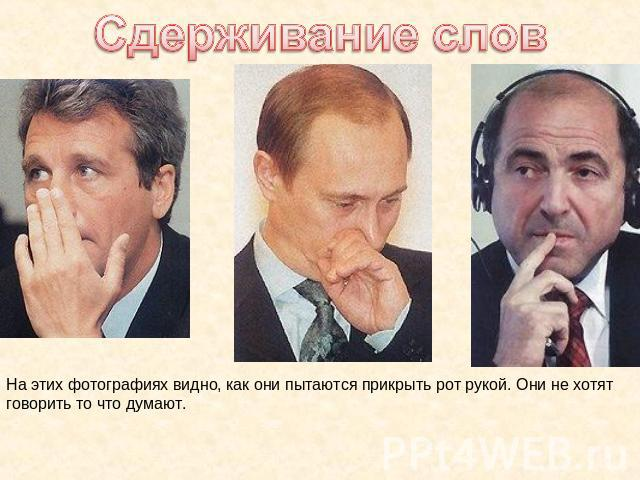 Сдерживание слов
На этих фотографиях видно, как они пытаются прикрыть рот рукой. Они не хотят
говорить то что думают.
PPt4WEB.ru